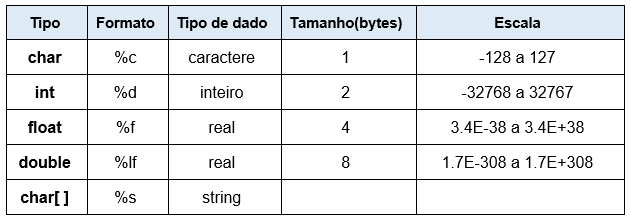 Tipo Formato Tipo de dado Tamanho(bytes) Escala
char %c caractere 1 -128 a 127
int %d inteiro 2 -32768 a 32767
float %f real 4 3.4E-38 a 3.4E+38
double %lf real 8 1.7E-308 a 1.7E+308
char[ ] %s string